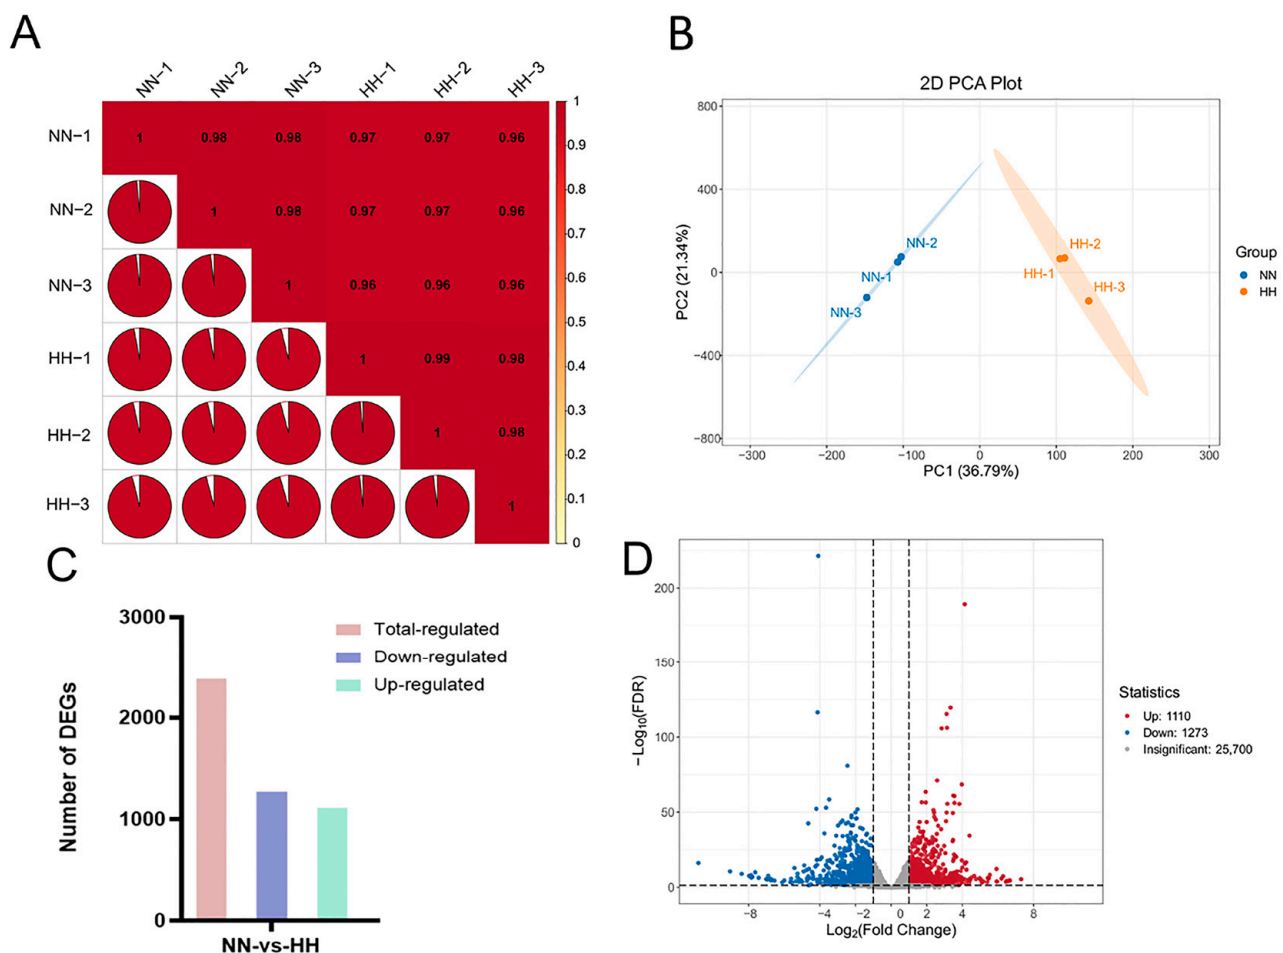 A
NN−1 NN−2 NN−3 HH−1 HH−2 HH−3
NN−1 1 0.98 0.98 0.97 0.97 0.96
NN−2 1 0.98 0.97 0.97 0.96
NN−3 1 0.96 0.96 0.96
HH−1 1 0.99 0.98
HH−2 1 0.98
HH−3 1
1
0.9
0.8
0.7
0.6
0.5
0.4
0.3
0.2
0.1
0
B
2D PCA Plot
PC2 (21.34%)
800
400
0
−400
−800
NN-2
NN-1
NN-3
HH-2
HH-1
HH-3
−300 −200 −100 0 100 200 300
PC1 (36.79%)
Group
NN
HH
C
Number of DEGs
3000
2000
1000
0
Total-regulated
Down-regulated
Up-regulated
NN-vs-HH
D
−Log10(FDR)
200
150
100
50
0
−8 −4 −2 0 2 4 8
Log2(Fold Change)
Statistics
Up: 1110
Down: 1273
Insignificant: 25,700